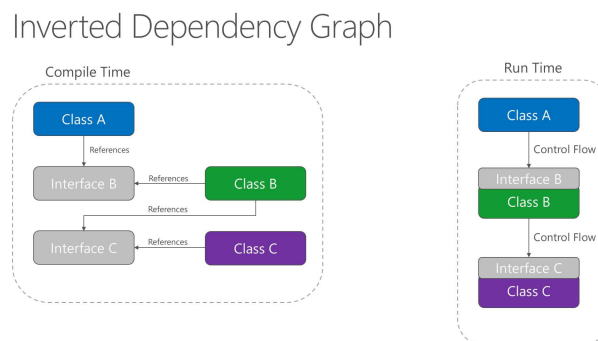 Inverted Dependency Graph
Compile Time
Class A
References
Interface B
References
Class B
References
Interface C
References
Class C
Run Time
Class A
Control Flow
Interface B
Class B
Control Flow
Interface C
Class C